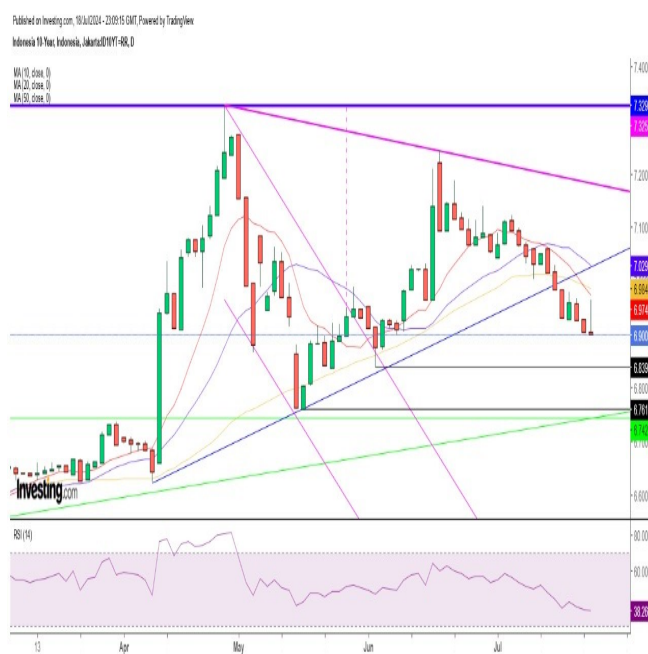 Published on Investing.com, 18/Jul/2024 - 23:09:15 GMT, Powered by TradingView.
Indonesia 10-Year, Indonesia, Jakarta:ID10YT=RR, D
MA (10, close, 0)
MA (20, close, 0)
MA (50, close, 0)
7.400
7.329
7.325
7.200
7.100
7.029
6.984
6.974
6.900
6.839
6.800
6.761
6.742
6.700
6.600
Investing.com
RSI (14)
80.00
60.00
38.26
13
Apr
May
Jun
Jul